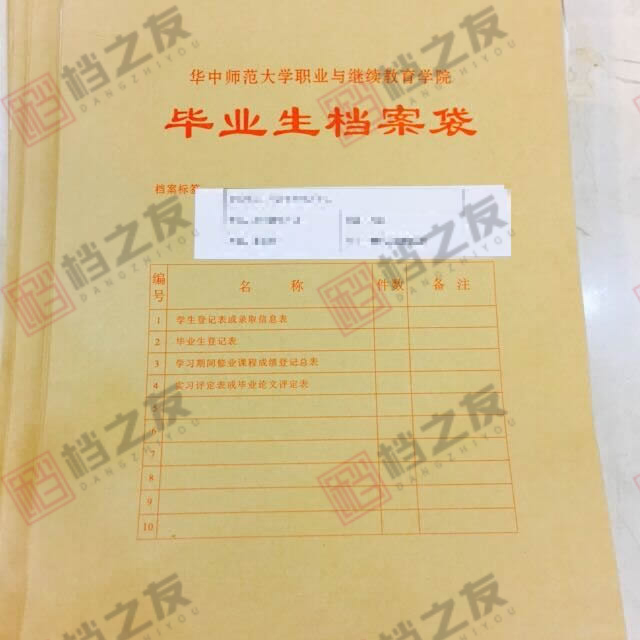 华中师范大学职业与继续教育学院
毕业生档案袋
档案标签
编号 名 称 件数 备 注
1 学生登记表或录取信息表
2 毕业生登记表
3 学习期间修业课程成绩登记总表
4 实习评定表或毕业论文评定表
5
6
7
8
9
10
档之友
DANGZHIYOU